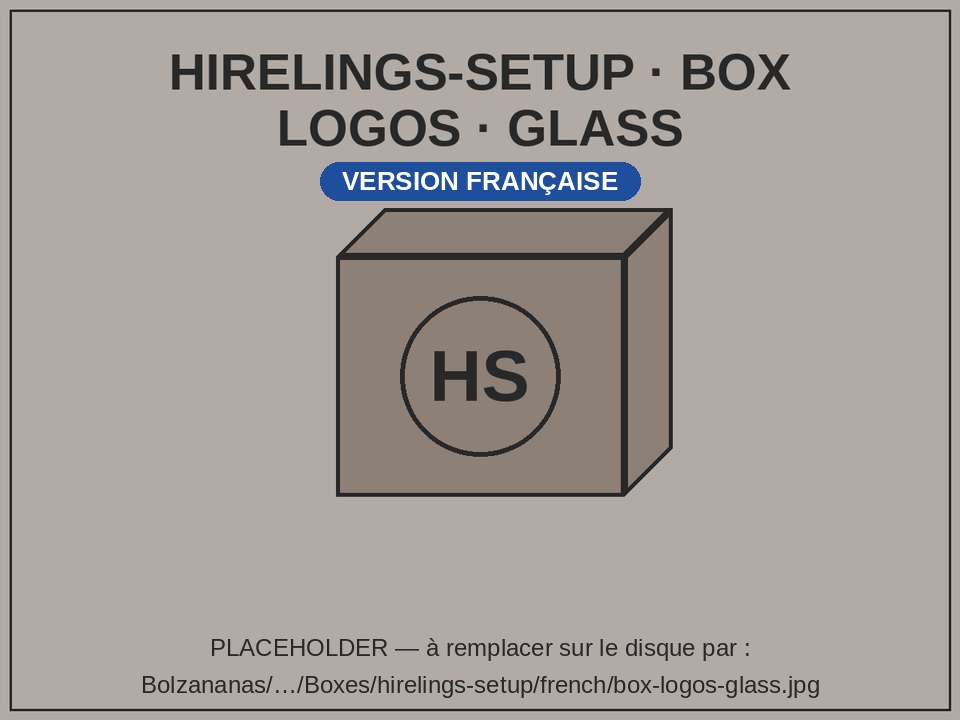 HIRELINGS-SETUP · BOX
LOGOS · GLASS
VERSION FRANÇAISE
HS
PLACEHOLDER — à remplacer sur le disque par :
Bolzananas/…/Boxes/hirelings-setup/french/box-logos-glass.jpg